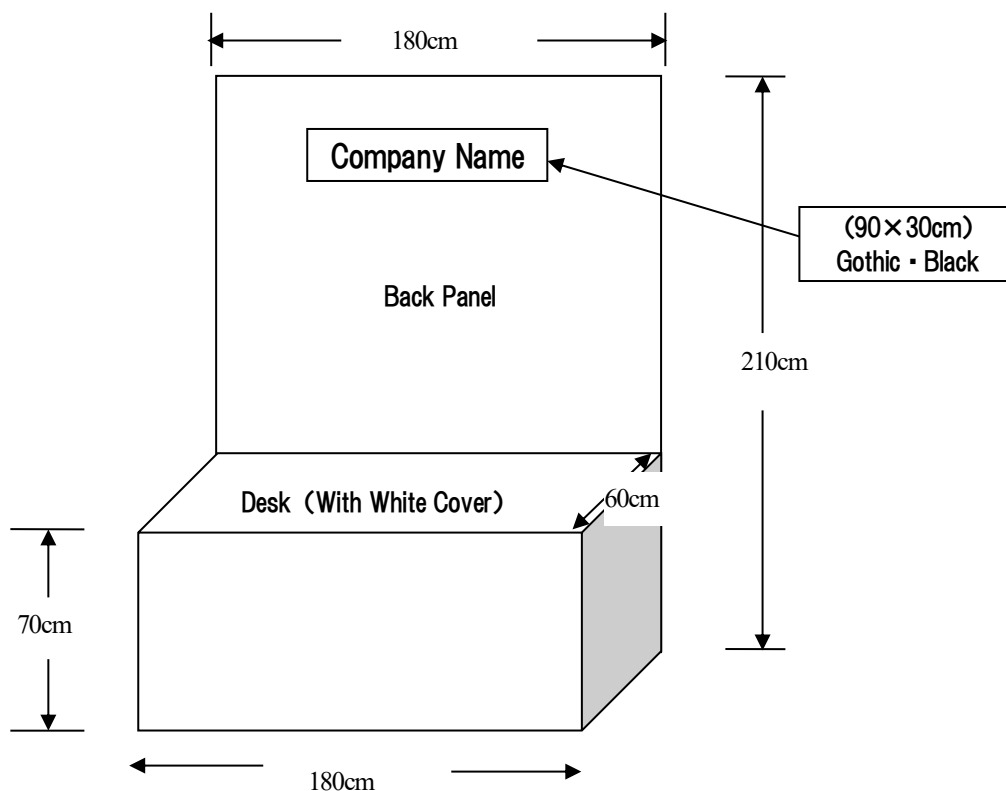 180cm
Company Name
(90×30cm)
Gothic・Black
Back Panel
210cm
Desk (With White Cover)
60cm
70cm
180cm